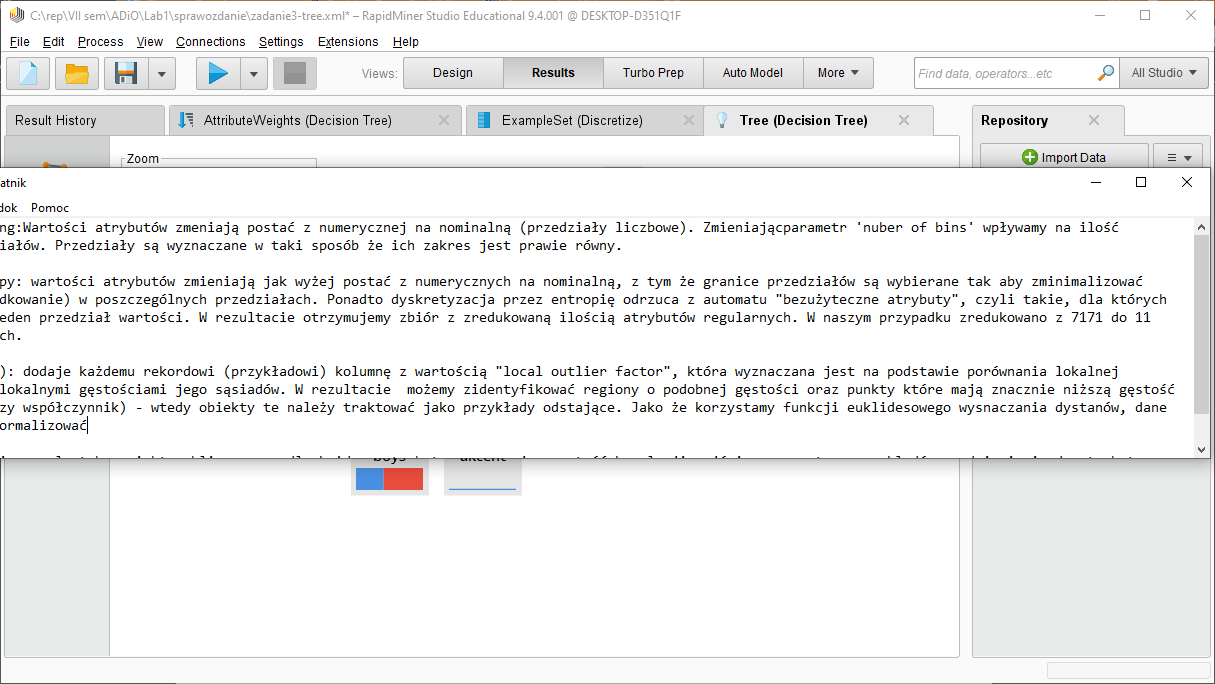 C:\rep\VII sem\ADiO\Lab1\sprawozdanie\zadanie3-tree.xml* – RapidMiner Studio Educational 9.4.001 @ DESKTOP-D351Q1F
File Edit Process View Connections Settings Extensions Help
Views: Design Results Turbo Prep Auto Model More Find data, operators...etc All Studio
Result History AttributeWeights (Decision Tree) ExampleSet (Discretize) Tree (Decision Tree) Repository
Zoom Import Data
atnik
dok Pomoc
ng:Wartości atrybutów zmeniają postać z numerycznej na nominalną (przedziały liczbowe). Zmieniającparametr 'nuber of bins' wpływamy na ilość
iałów. Przedziały są wyznaczane w taki sposób że ich zakres jest prawie równy.
py: wartości atrybutów zmieniają jak wyżej postać z numerycznych na nominalną, z tym że granice przedziałów są wybierane tak aby zminimalizować
dkowanie) w poszczególnych przedziałach. Ponadto dyskretyzacja przez entropię odrzuca z automatu "bezużyteczne atrybuty", czyli takie, dla których
eden przedział wartości. W rezultacie otrzymujemy zbiór z zredukowaną ilością atrybutów regularnych. W naszym przypadku zredukowano z 7171 do 11
ch.
): dodaje każdemu rekordowi (przykładowi) kolumnę z wartością "local outlier factor", która wyznaczana jest na podstawie porównania lokalnej
lokalnymi gęstościami jego sąsiadów. W rezultacie  możemy zidentyfikować regiony o podobnej gęstości oraz punkty które mają znacznie niższą gęstość
zy współczynnik) - wtedy obiekty te należy traktować jako przykłady odstające. Jako że korzystamy funkcji euklidesowego wysnaczania dystanów, dane
ormalizować
boys akcent